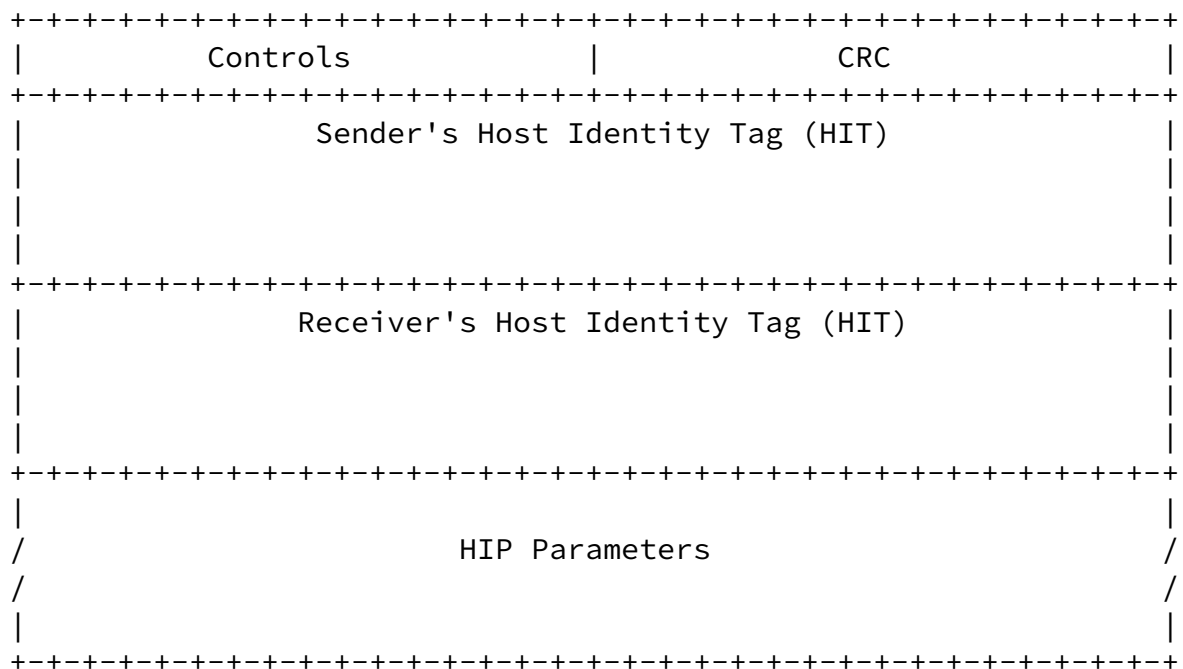 Controls CRC
Sender's Host Identity Tag (HIT)
Receiver's Host Identity Tag (HIT)
HIP Parameters